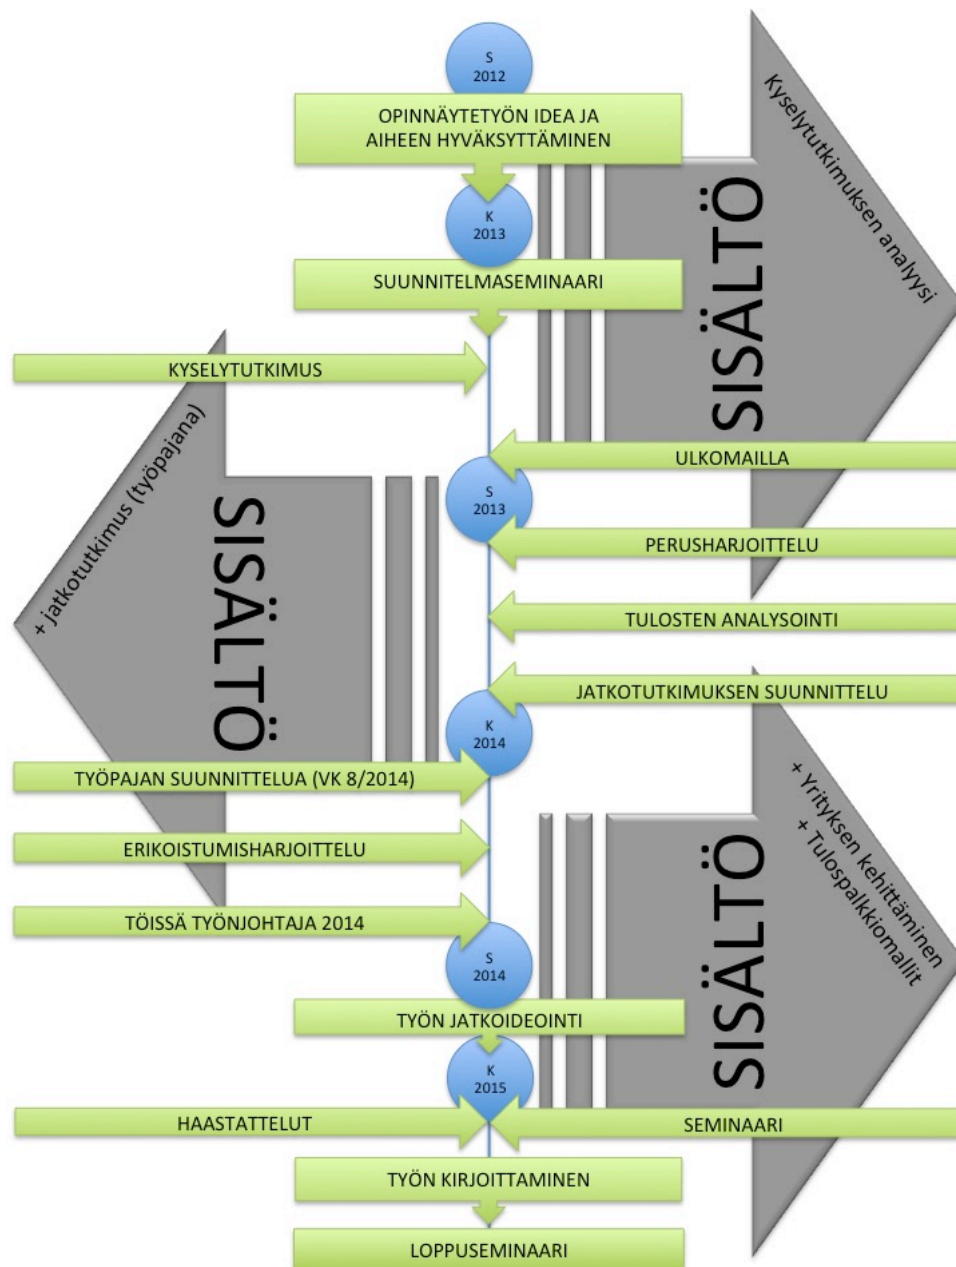 S
2012
OPINNÄYTETYÖN IDEA JA
AIHEEN HYVÄKSYTTÄMINEN
K
2013
SUUNNITELMASEMINAARI
SISÄLTÖ
Kyselytutkimuksen analyysi
KYSELYTUTKIMUS
ULKOMAILLA
S
2013
PERUSHARJOITTELU
SISÄLTÖ
+ jatkotutkimus (työpajana)
TULOSTEN ANALYSOINTI
JATKOTUTKIMUKSEN SUUNNITTELU
K
2014
TYÖPAJAN SUUNNITTELUA (VK 8/2014)
ERIKOISTUMISHARJOITTELU
TÖISSÄ TYÖNJOHTAJA 2014
SISÄLTÖ
+ Yrityksen kehittäminen
+ Tulospalkkiomallit
S
2014
TYÖN JATKOIDEOINTI
K
2015
HAASTATTELUT
SEMINAARI
TYÖN KIRJOITTAMINEN
LOPPUSEMINAARI